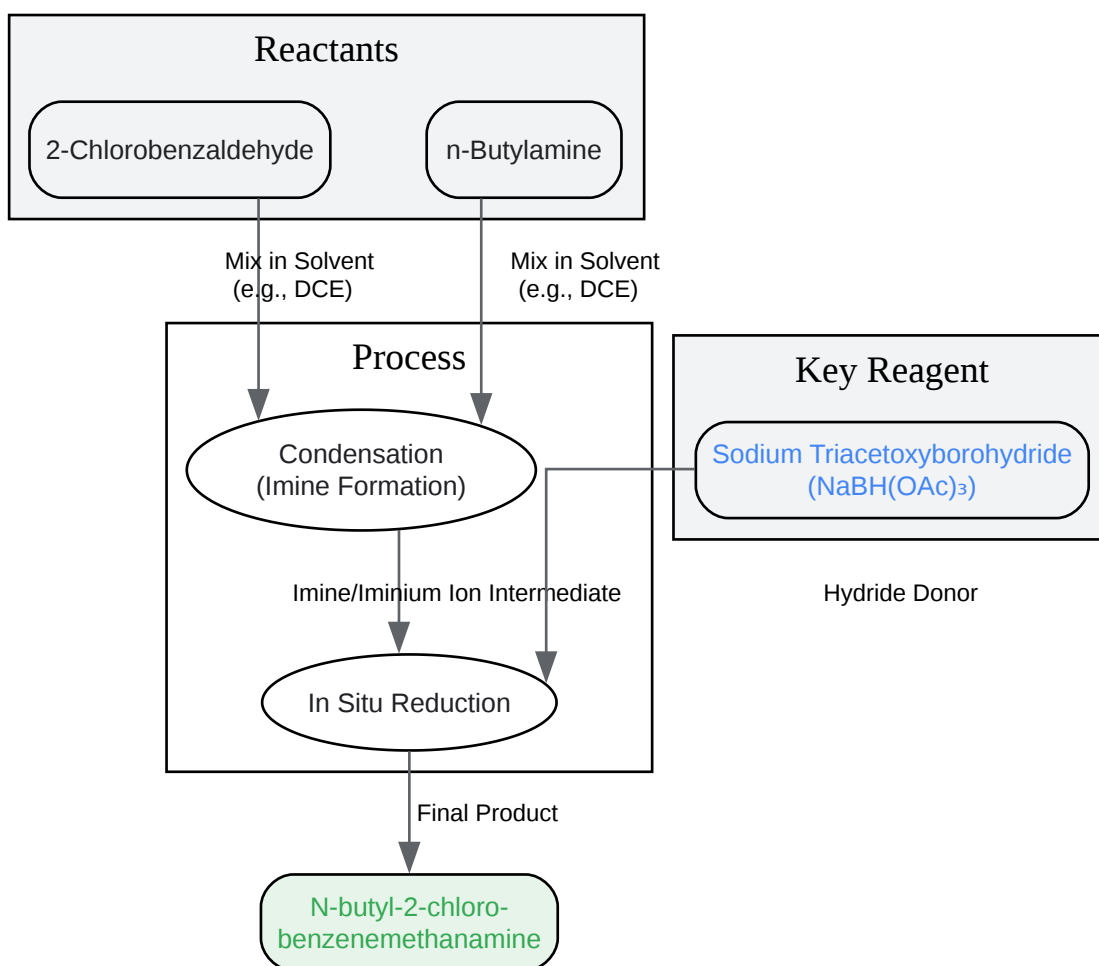 Reactants
2-Chlorobenzaldehyde
n-Butylamine
Mix in Solvent
(e.g., DCE)
Mix in Solvent
(e.g., DCE)
Process
Key Reagent
Condensation
(Imine Formation)
Sodium Triacetoxyborohydride
(NaBH(OAc)₃)
Imine/Iminium Ion Intermediate
Hydride Donor
In Situ Reduction
Final Product
N-butyl-2-chloro-
benzenemethanamine